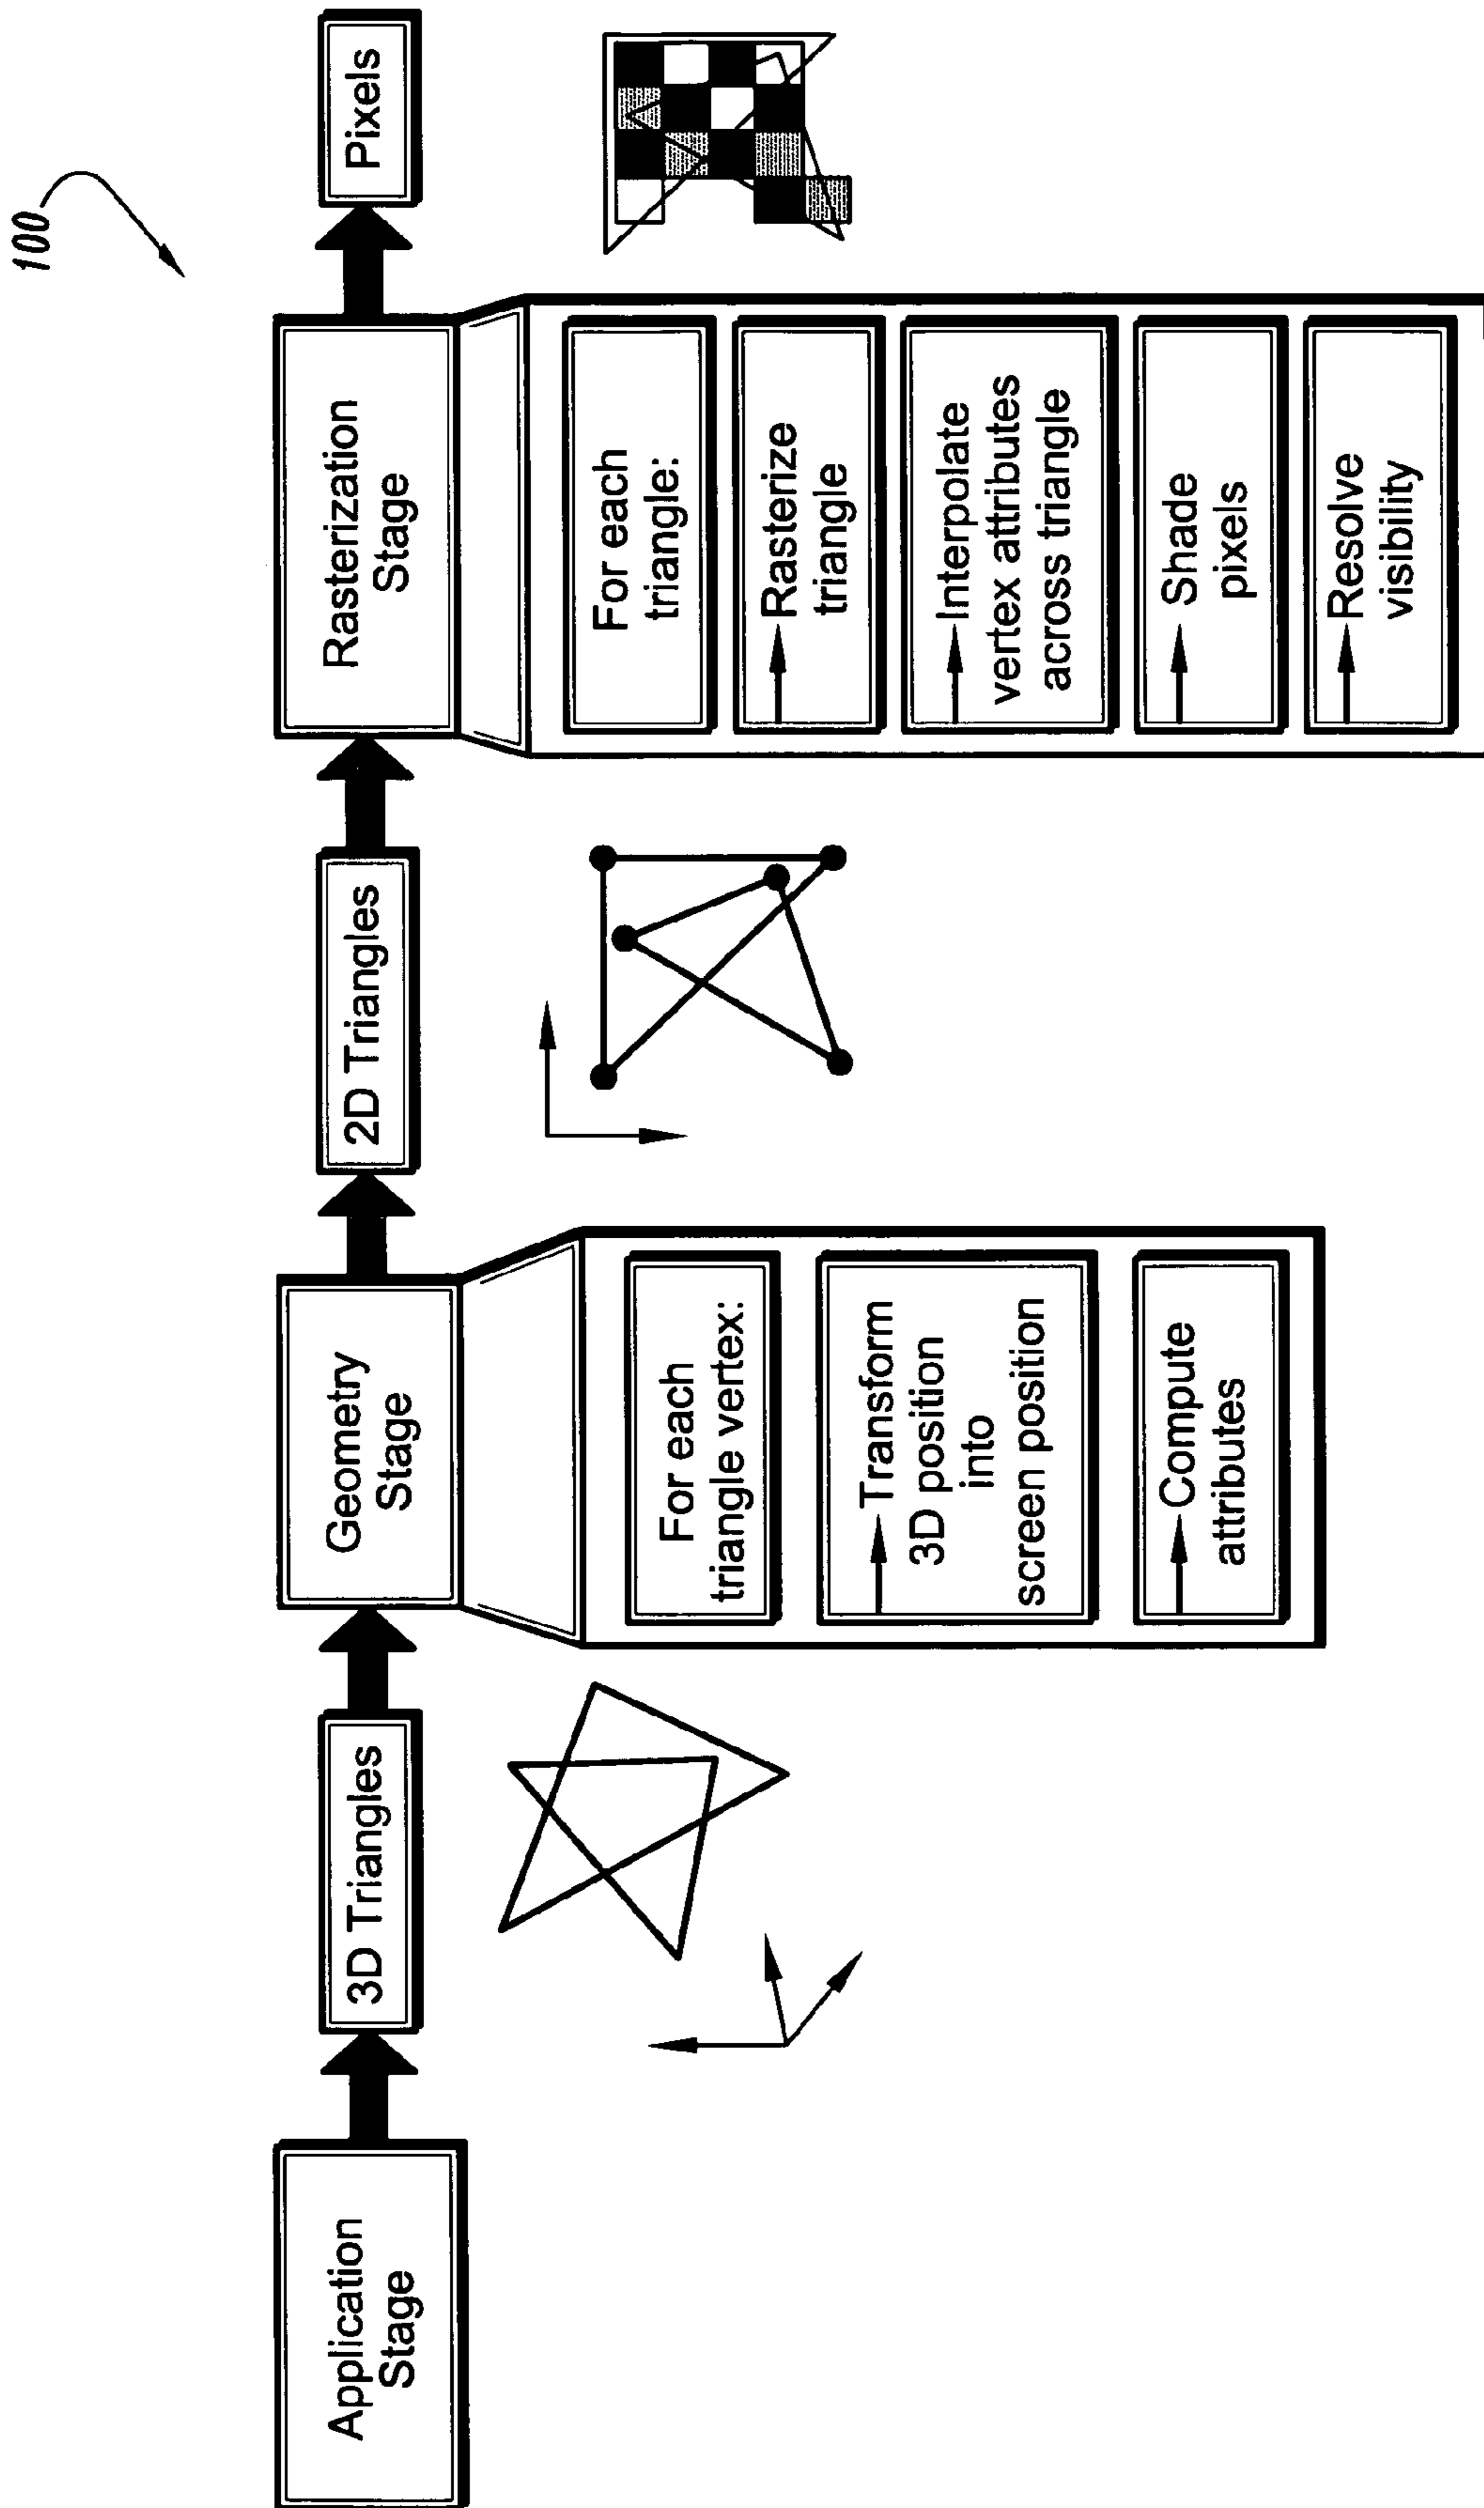 100
Application
Stage
3D Triangles
Geometry
Stage
2D Triangles
Rasterization
Stage
Pixels
For each
triangle vertex:
Transform
3D position
into
screen position
Compute
attributes
For each
triangle:
Rasterize
triangle
Interpolate
vertex attributes
across triangle
Shade
pixels
Resolve
visibility